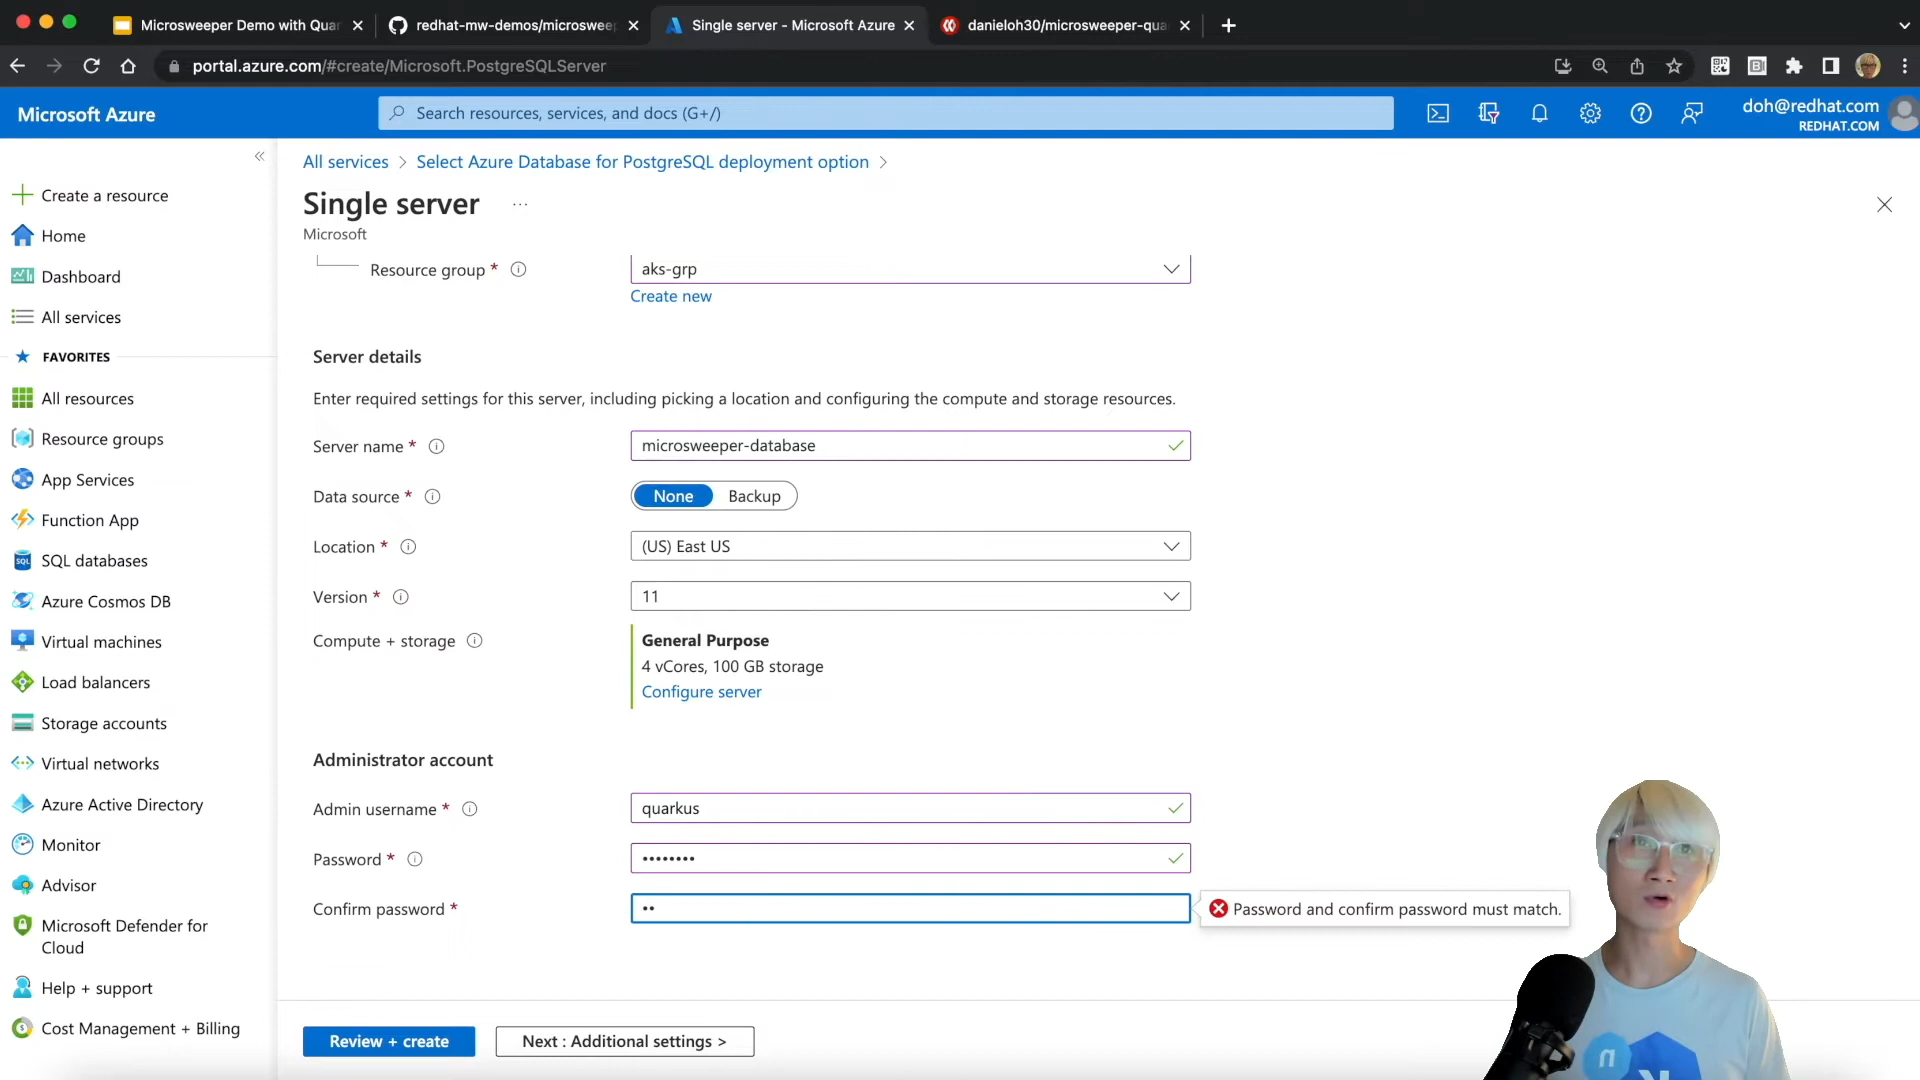 Microsweeper Demo with Quar
redhat-mw-demos/microsweep
Single server - Microsoft Azure
danieloh30/microsweeper-qua
portal.azure.com/#create/Microsoft.PostgreSQLServer
Microsoft Azure
Search resources, services, and docs (G+/)
doh@redhat.com
REDHAT.COM
Create a resource
Home
Dashboard
All services
FAVORITES
All resources
Resource groups
App Services
Function App
SQL databases
Azure Cosmos DB
Virtual machines
Load balancers
Storage accounts
Virtual networks
Azure Active Directory
Monitor
Advisor
Microsoft Defender for
Cloud
Help + support
Cost Management + Billing
All services > Select Azure Database for PostgreSQL deployment option >
Single server ...
Microsoft
Resource group * aks-grp
Create new
Server details
Enter required settings for this server, including picking a location and configuring the compute and storage resources.
Server name * microsweeper-database
Data source * None Backup
Location * (US) East US
Version * 11
Compute + storage General Purpose
4 vCores, 100 GB storage
Configure server
Administrator account
Admin username * quarkus
Password * ••••••••
Confirm password * •• Password and confirm password must match.
Review + create Next : Additional settings >